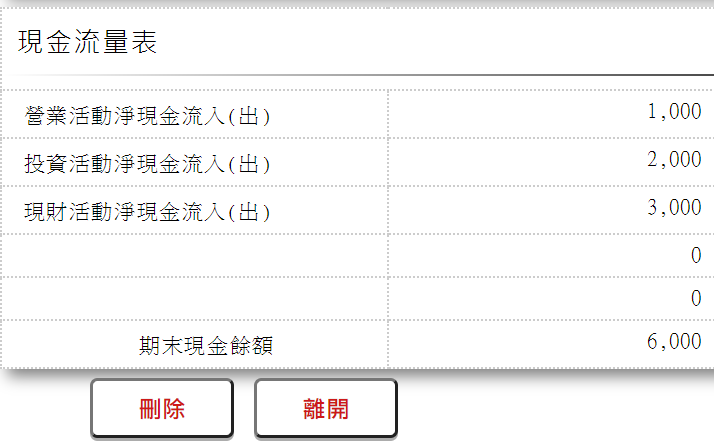 現金流量表
營業活動淨現金流入(出) 1,000
投資活動淨現金流入(出) 2,000
現財活動淨現金流入(出) 3,000
0
0
期末現金餘額 6,000
刪除 離開